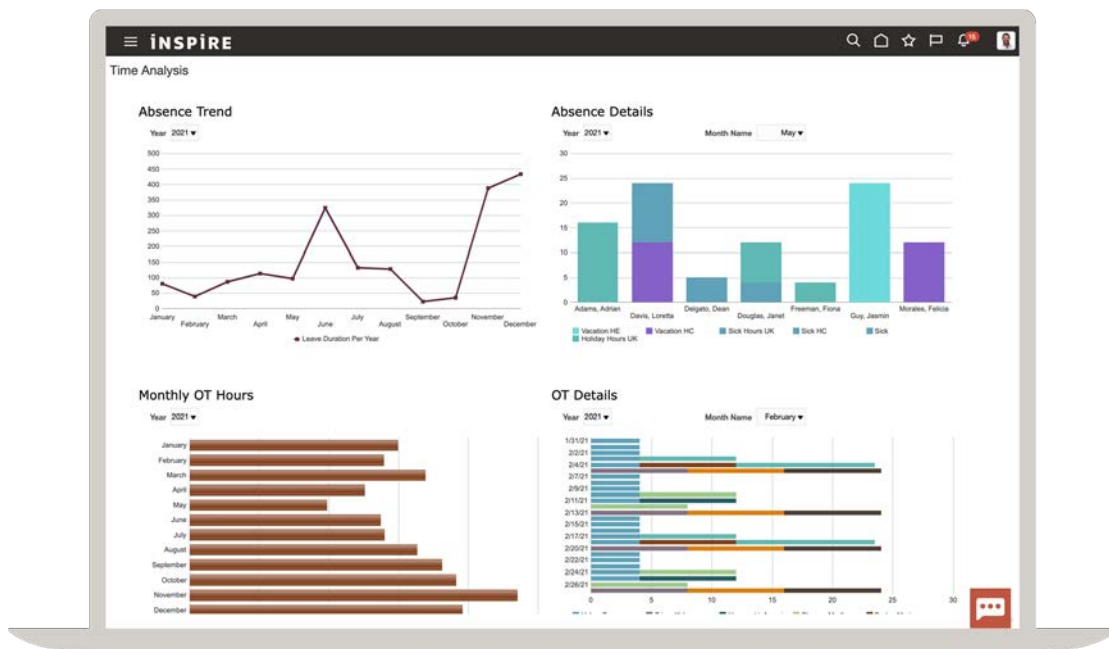 iNSPiRE
15
Time Analysis
Absence Trend
Year 2021
500
450
400
350
300
250
200
150
100
50
0
January February March April May June July August September October November December
Leave Duration Per Year
Absence Details
Year 2021 Month Name May
30
25
20
15
10
5
0
Adams, Adrian Davis, Loretta Delgato, Dean Douglas, Janet Freeman, Fiona Guy, Jasmin Morales, Felicia
Vacation HE Vacation HC Sick Hours UK Sick HC Sick
Holiday Hours UK
Monthly OT Hours
Year 2021
January
February
March
April
May
June
July
August
September
October
November
December
OT Details
Year 2021 Month Name February
1/31/21
2/2/21
2/4/21
2/7/21
2/9/21
2/11/21
2/13/21
2/15/21
2/17/21
2/20/21
2/22/21
2/24/21
2/26/21
0 5 10 15 20 25 30